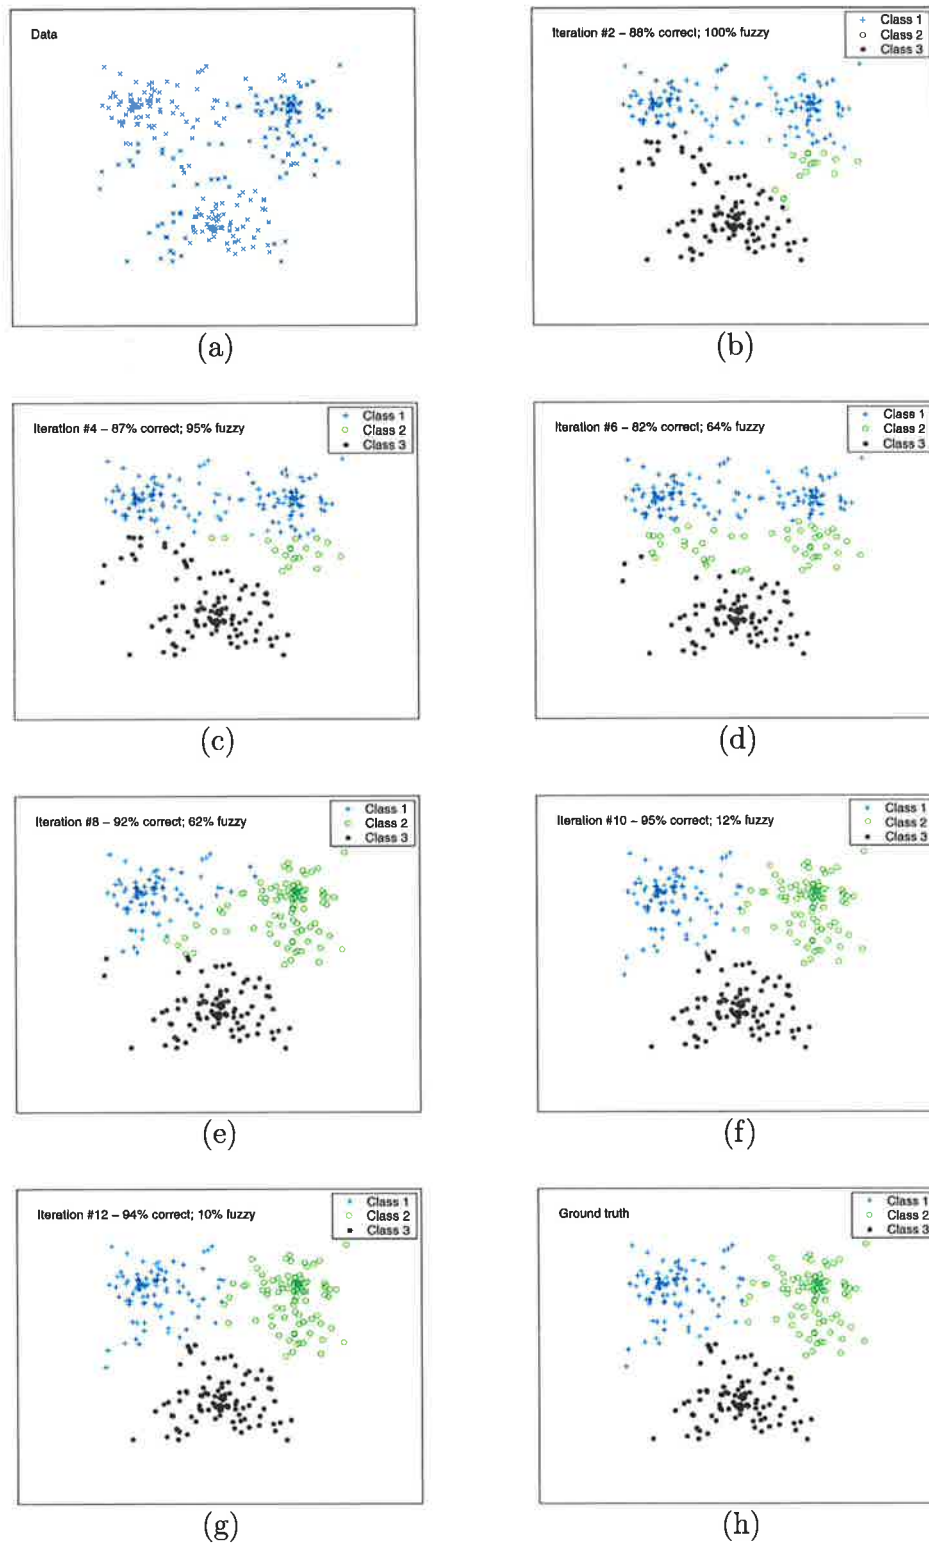 Data
(a)
Iteration #2 – 88% correct; 100% fuzzy
Class 1
Class 2
Class 3
(b)
Iteration #4 – 87% correct; 95% fuzzy
Class 1
Class 2
Class 3
(c)
Iteration #6 – 82% correct; 64% fuzzy
Class 1
Class 2
Class 3
(d)
Iteration #8 – 92% correct; 62% fuzzy
Class 1
Class 2
Class 3
(e)
Iteration #10 – 95% correct; 12% fuzzy
Class 1
Class 2
Class 3
(f)
Iteration #12 – 94% correct; 10% fuzzy
Class 1
Class 2
Class 3
(g)
Ground truth
Class 1
Class 2
Class 3
(h)